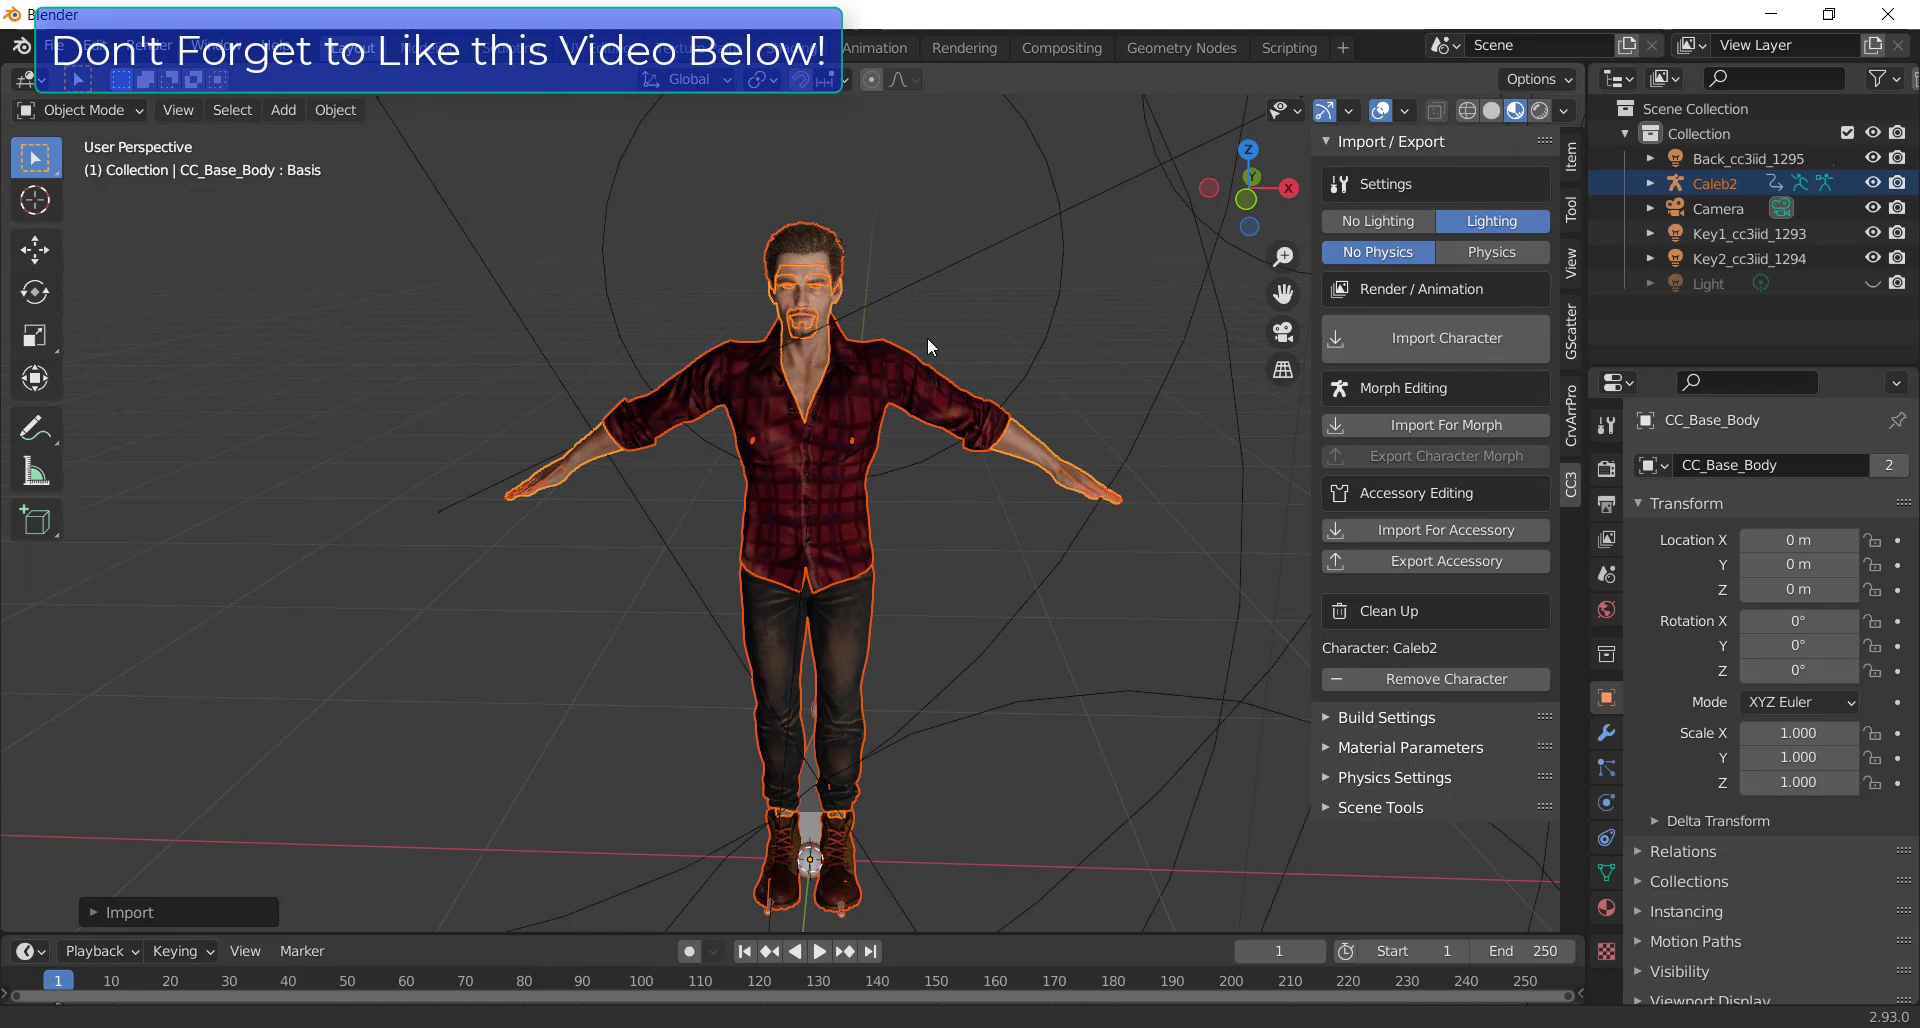 Blender
Don't Forget to Like this Video Below!
Animation
Rendering
Compositing
Geometry Nodes
Scripting
Scene
View Layer
Global
Options
Object Mode
View
Select
Add
Object
User Perspective
(1) Collection | CC_Base_Body : Basis
Z
Y
X
Import / Export
Settings
No Lighting
Lighting
No Physics
Physics
Render / Animation
Import Character
Morph Editing
Import For Morph
Export Character Morph
Accessory Editing
Import For Accessory
Export Accessory
Clean Up
Character: Caleb2
Remove Character
Build Settings
Material Parameters
Physics Settings
Scene Tools
Item
Tool
View
GScatter
CrvArrPro
CC3
Scene Collection
Collection
Back_cc3iid_1295
Caleb2
Camera
Key1_cc3iid_1293
Key2_cc3iid_1294
Light
CC_Base_Body
CC_Base_Body 2
Transform
Location X 0 m
Y 0 m
Z 0 m
Rotation X 0°
Y 0°
Z 0°
Mode XYZ Euler
Scale X 1.000
Y 1.000
Z 1.000
Delta Transform
Relations
Collections
Instancing
Motion Paths
Visibility
Viewport Display
Import
Playback
Keying
View
Marker
1
Start 1
End 250
1 10 20 30 40 50 60 70 80 90 100 110 120 130 140 150 160 170 180 190 200 210 220 230 240 250
2.93.0